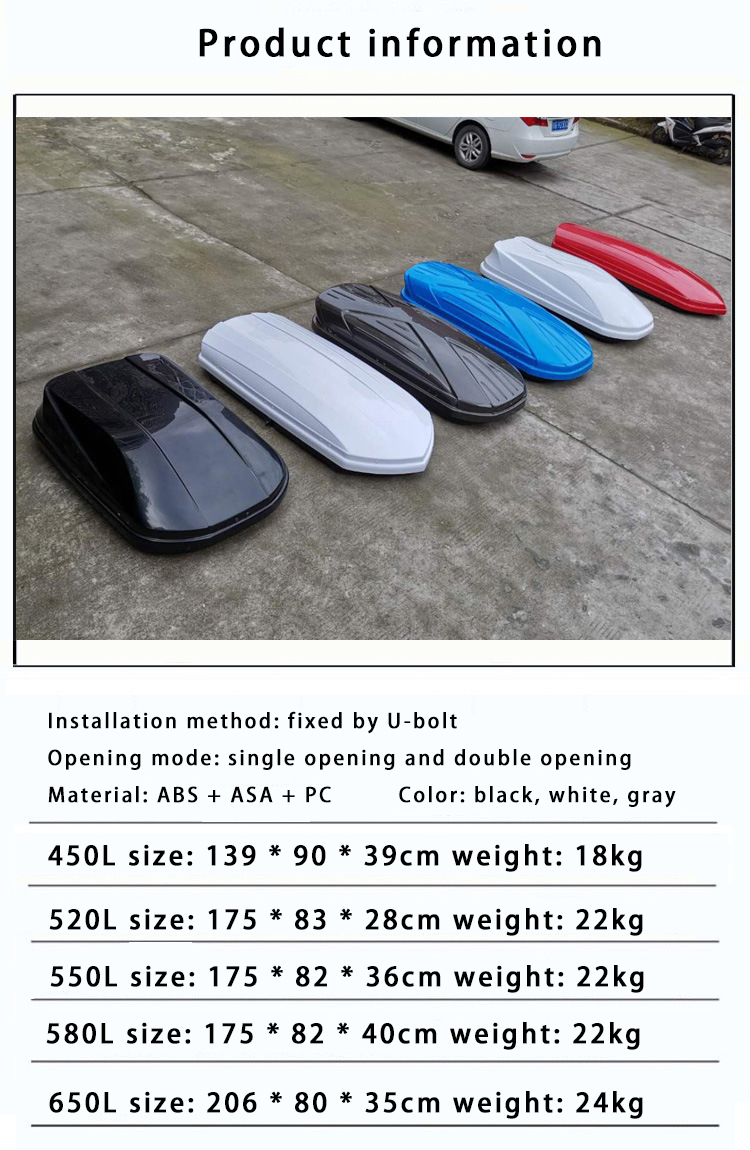 Product information
Installation method: fixed by U-bolt
Opening mode: single opening and double opening
Material: ABS + ASA + PC Color: black, white, gray
450L size: 139 * 90 * 39cm weight: 18kg
520L size: 175 * 83 * 28cm weight: 22kg
550L size: 175 * 82 * 36cm weight: 22kg
580L size: 175 * 82 * 40cm weight: 22kg
650L size: 206 * 80 * 35cm weight: 24kg